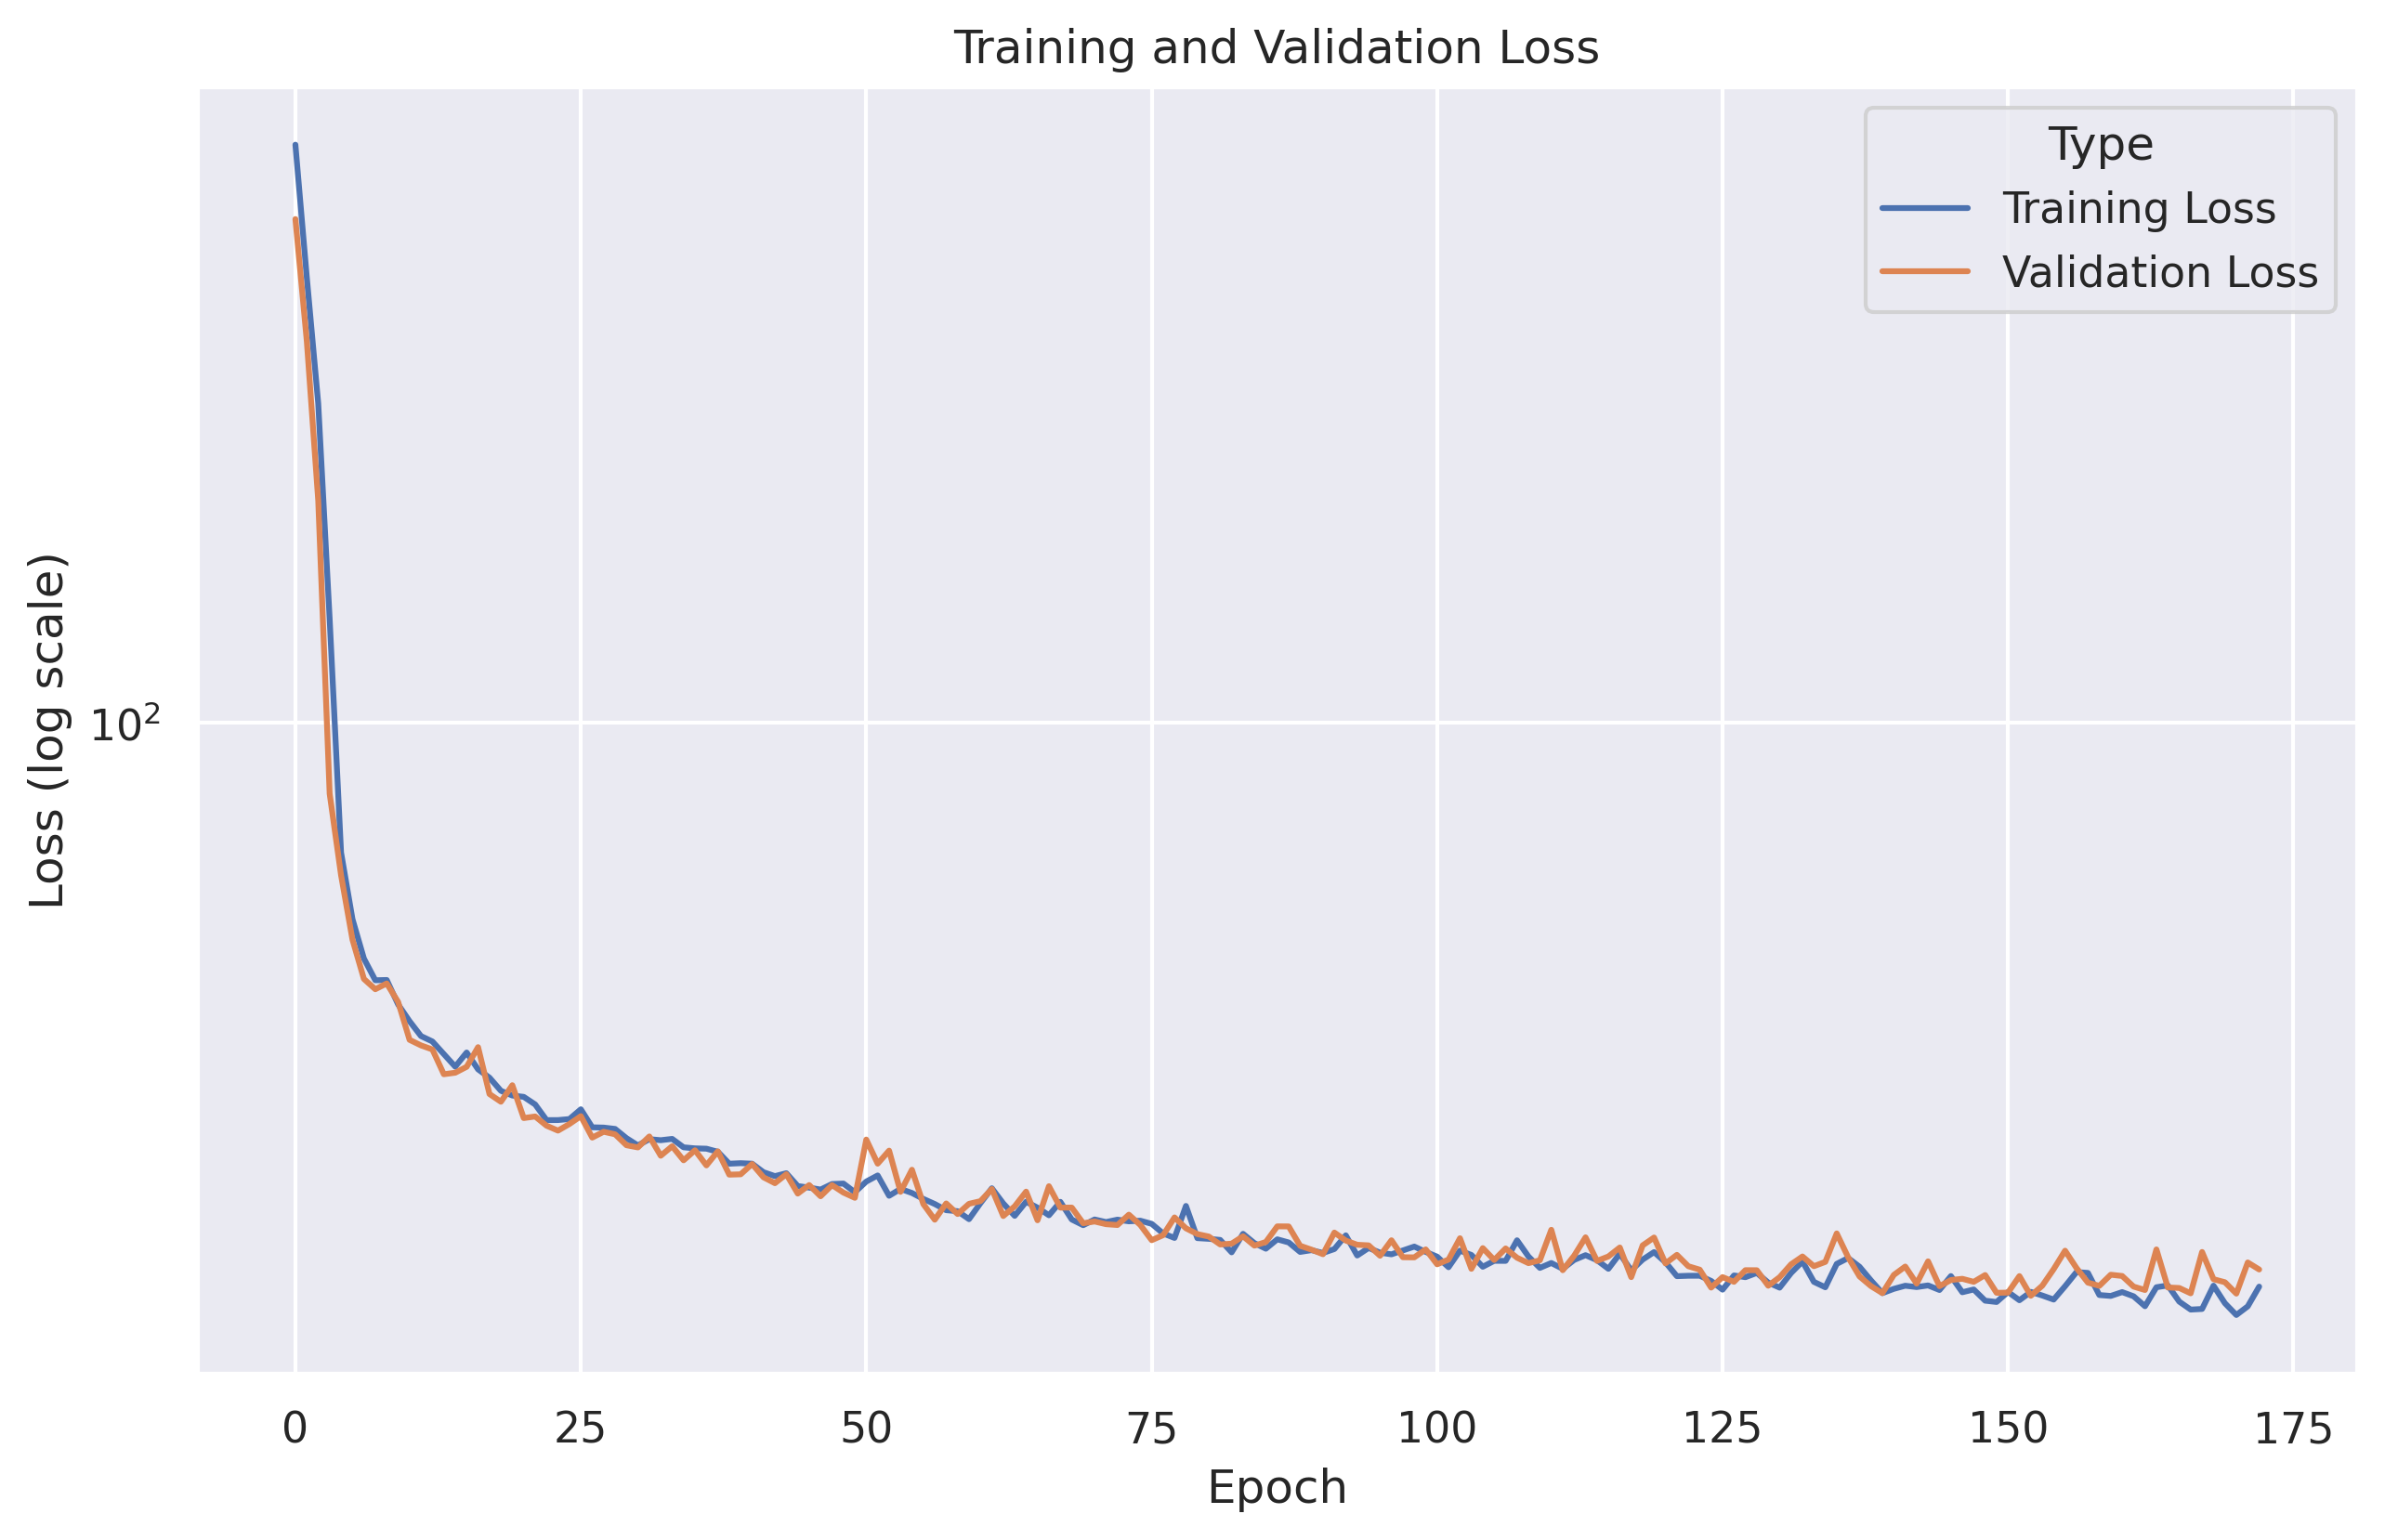 Training and Validation Loss
Type
Training Loss
Validation Loss
Loss (log scale)
10²
0 25 50 75 100 125 150 175
Epoch